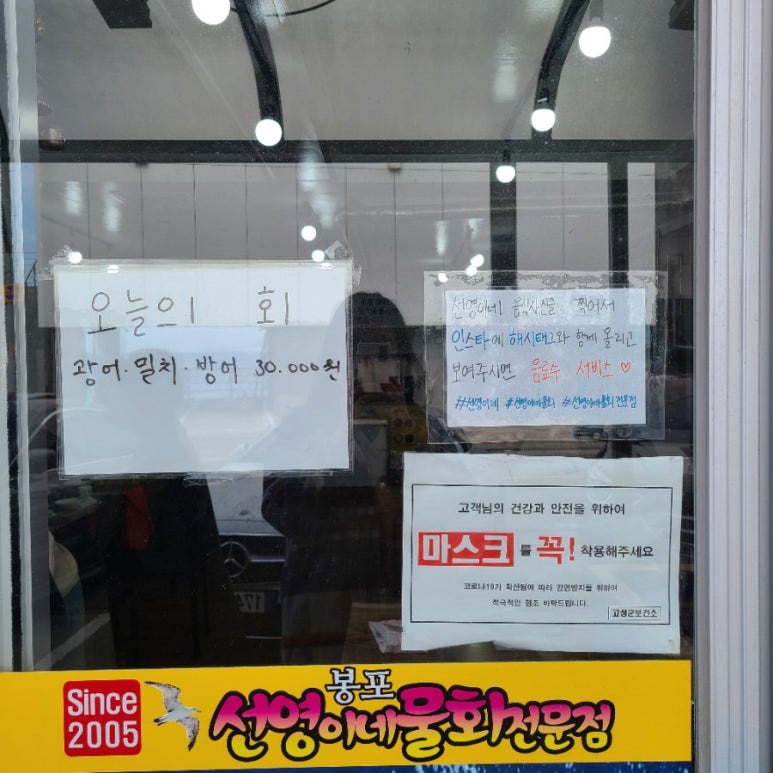 오늘의 회
광어·밀치·방어 30.000원
선영이네 음식사진을 찍어서
인스타에 해시태그와 함께 올리고
보여주시면 음료수 서비스 ♡
#선영이네 #선영이네물회 #선영이네물회전문점
고객님의 건강과 안전을 위하여
마스크를 꼭! 착용해주세요
코로나19가 확산됨에 따라 감염방지를 위하여
적극적인 협조 바락드립니다.
고성군보건소
Since
2005
봉포
선영이네물회전문점